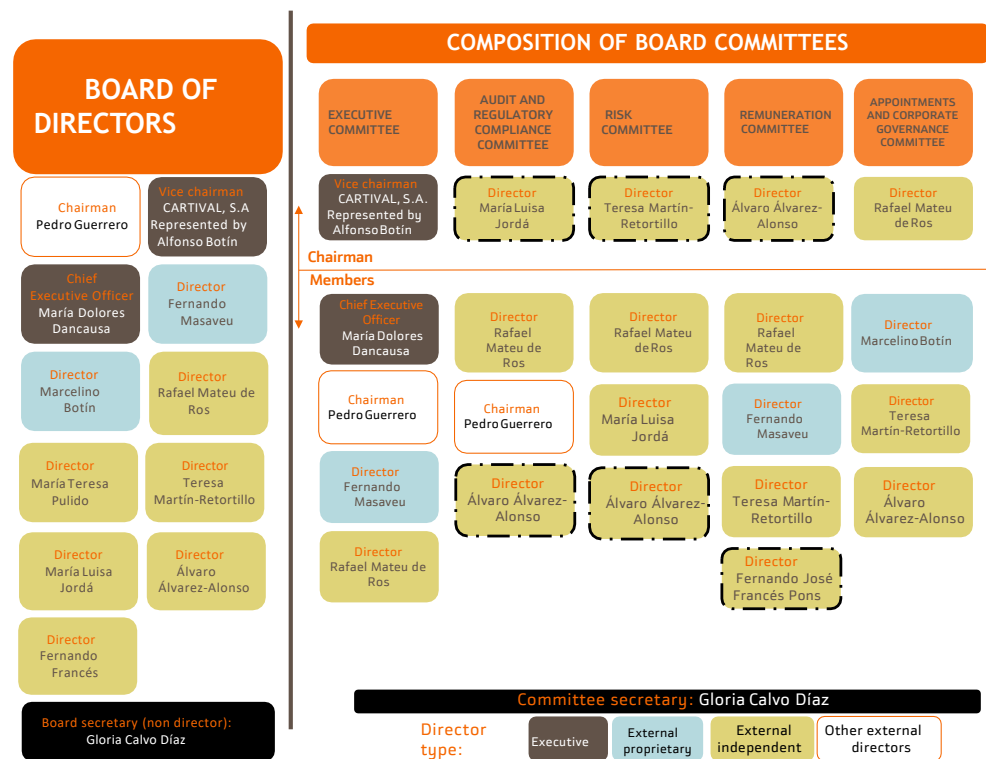 BOARD OF
DIRECTORS
Chairman
Pedro Guerrero
Vice chairman
CARTIVAL, S.A
Represented by
Alfonso Botín
Chief
Executive Officer
María Dolores
Dancausa
Director
Fernando
Masaveu
Director
Marcelino
Botín
Director
Rafael Mateu de
Ros
Director
María Teresa
Pulido
Director
Teresa
Martín-Retortillo
Director
María Luisa
Jordá
Director
Álvaro
Álvarez-Alonso
Director
Fernando
Francés
Board secretary (non director):
Gloria Calvo Díaz
COMPOSITION OF BOARD COMMITTEES
EXECUTIVE
COMMITTEE
AUDIT AND
REGULATORY
COMPLIANCE
COMMITTEE
RISK
COMMITTEE
REMUNERATION
COMMITTEE
APPOINTMENTS
AND CORPORATE
GOVERNANCE
COMMITTEE
Vice chairman
CARTIVAL, S.A.
Represented by
Alfonso Botín
Director
María Luisa
Jordá
Director
Teresa Martín-
Retortillo
Director
Álvaro Álvarez-
Alonso
Director
Rafael Mateu
de Ros
Chairman
Members
Chief Executive
Officer
María Dolores
Dancausa
Director
Rafael
Mateu de
Ros
Director
Rafael Mateu
de Ros
Director
Rafael
Mateu de
Ros
Director
Marcelino Botín
Chairman
Pedro Guerrero
Chairman
Pedro Guerrero
Director
María Luisa
Jordá
Director
Fernando
Masaveu
Director
Teresa
Martín-Retortillo
Director
Fernando
Masaveu
Director
Álvaro Álvarez-
Alonso
Director
Álvaro Álvarez-
Alonso
Director
Teresa Martín-
Retortillo
Director
Álvaro
Álvarez-Alonso
Director
Rafael Mateu de
Ros
Director
Fernando José
Francés Pons
Committee secretary: Gloria Calvo Díaz
Director
type:
Executive
External
proprietary
External
independent
Other external
directors